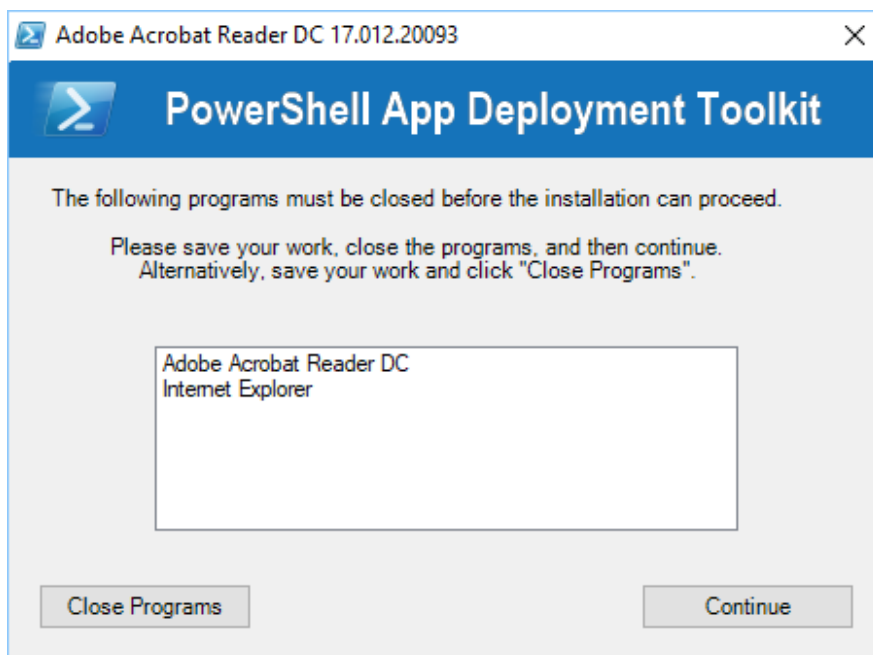 Adobe Acrobat Reader DC 17.012.20093
PowerShell App Deployment Toolkit
The following programs must be closed before the installation can proceed.
Please save your work, close the programs, and then continue.
Alternatively, save your work and click "Close Programs".
Adobe Acrobat Reader DC
Internet Explorer
Close Programs
Continue